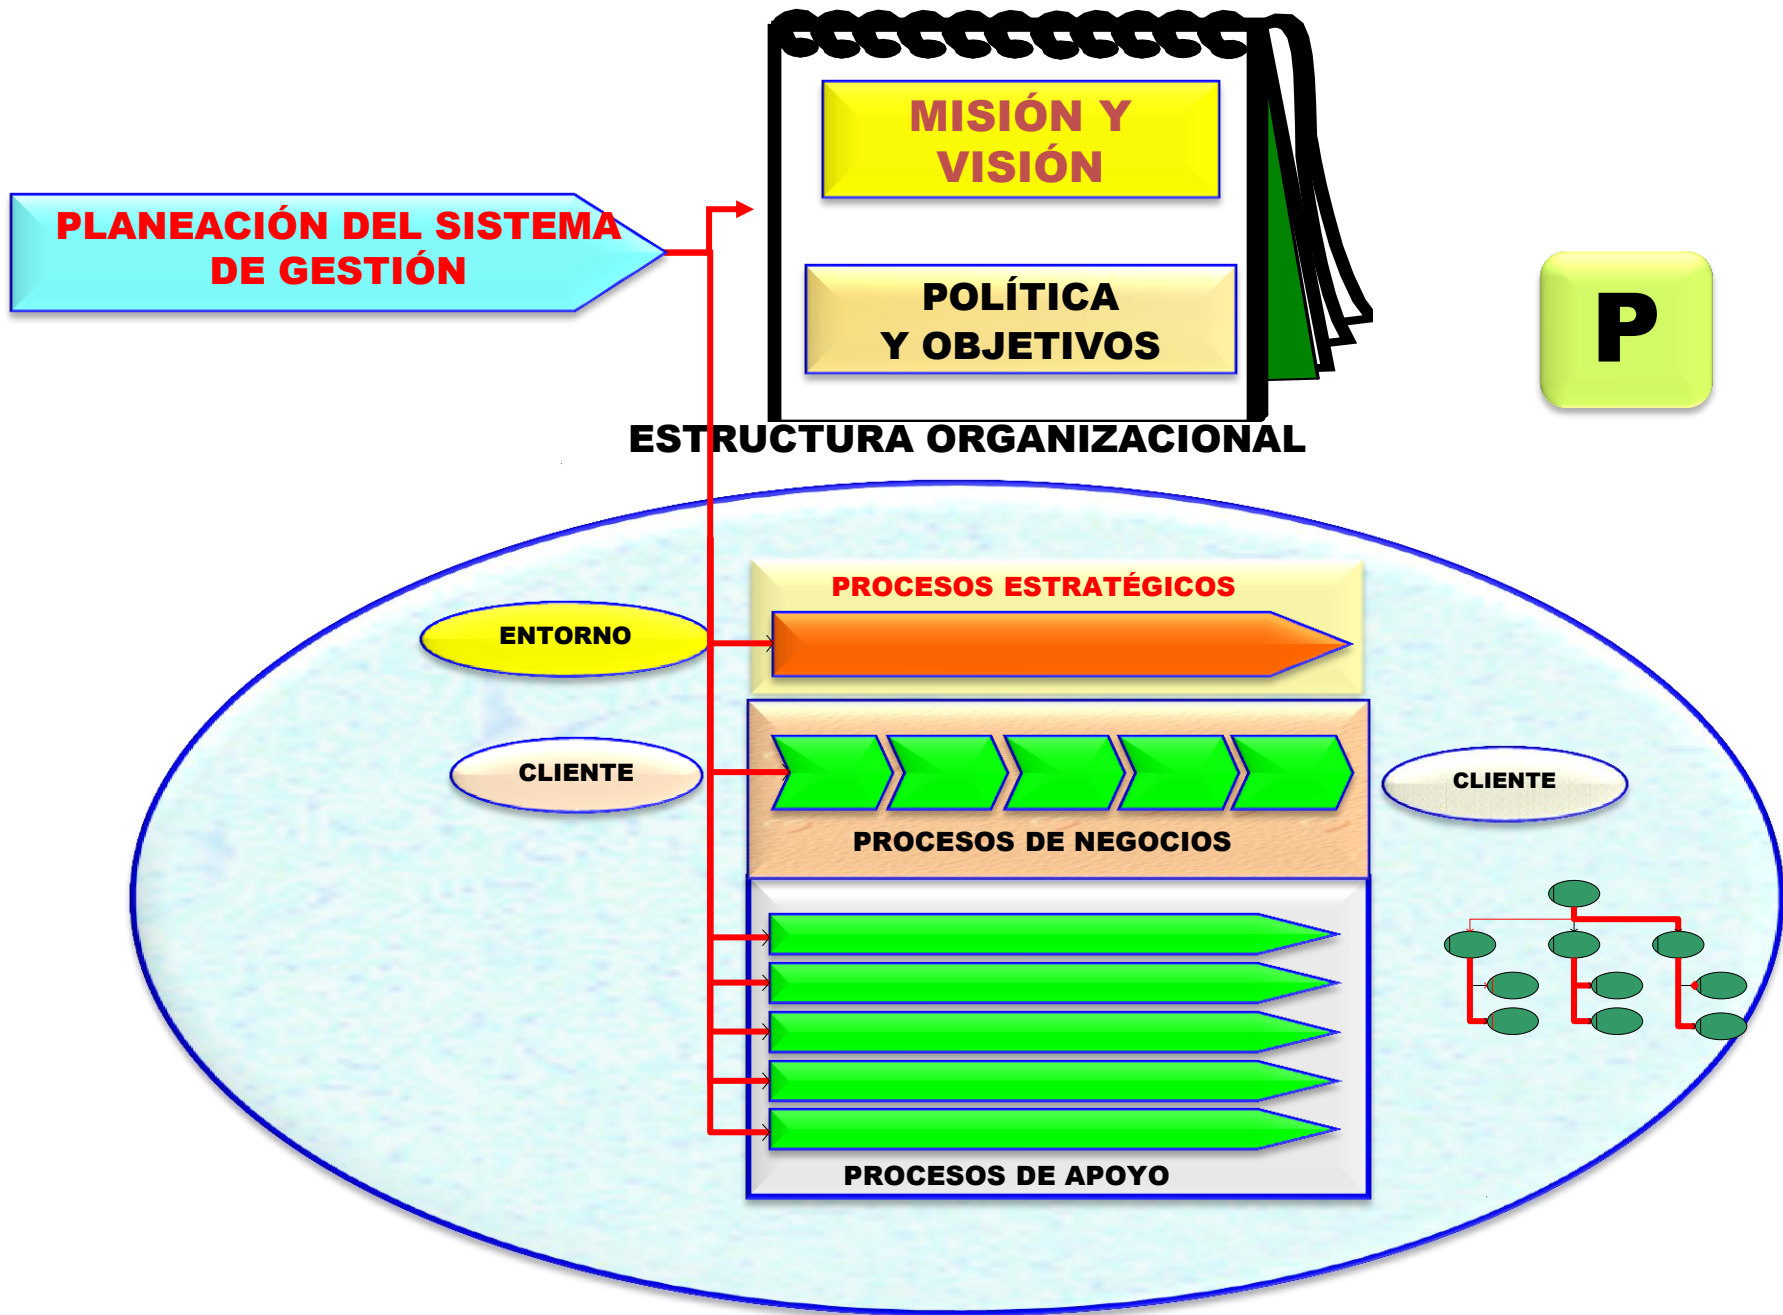 MISIÓN Y
VISIÓN
PLANEACIÓN DEL SISTEMA
DE GESTIÓN
POLÍTICA
Y OBJETIVOS
P
ESTRUCTURA ORGANIZACIONAL
PROCESOS ESTRATÉGICOS
ENTORNO
CLIENTE
CLIENTE
PROCESOS DE NEGOCIOS
PROCESOS DE APOYO